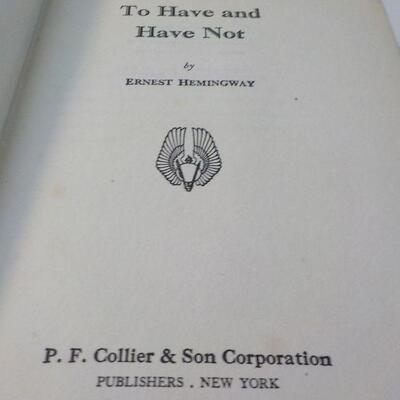 To Have and
Have Not
by
ERNEST HEMINGWAY
P. F. Collier & Son Corporation
PUBLISHERS . NEW YORK